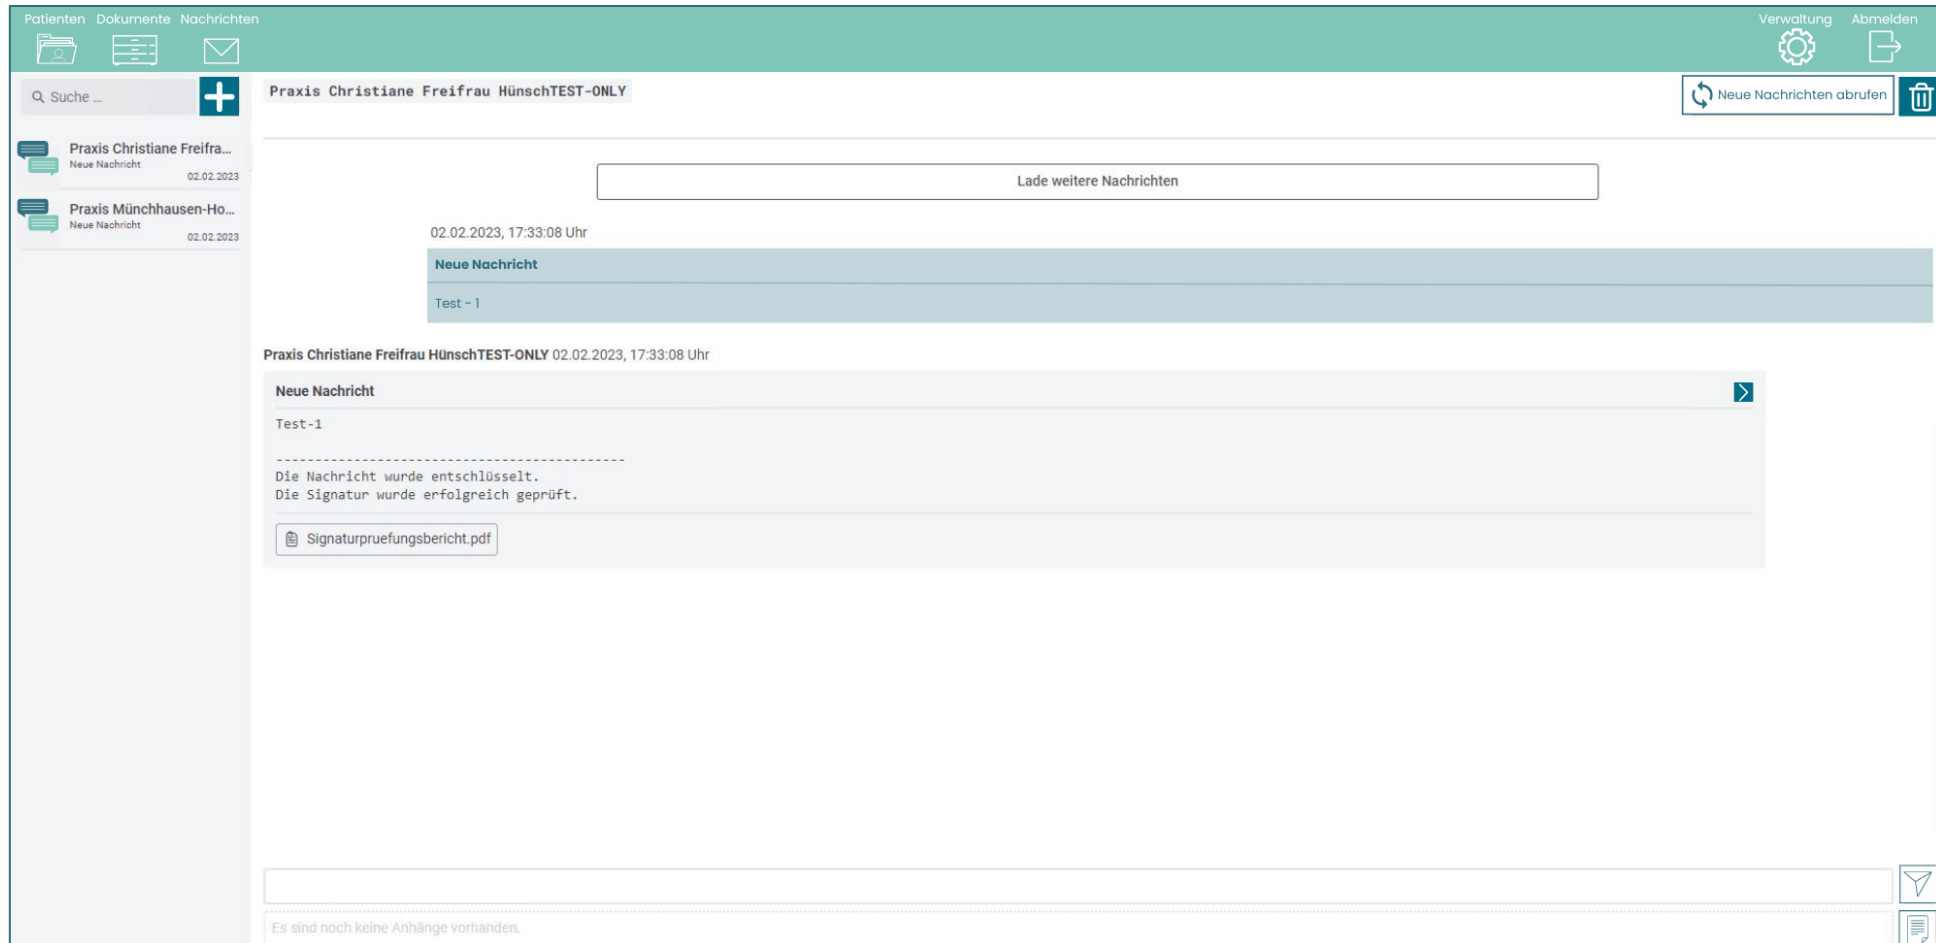 Patienten Dokumente Nachrichten
Verwaltung Abmelden
Suche ...
Praxis Christiane Freifrau HünschTEST-ONLY
Neue Nachrichten abrufen
Praxis Christiane Freifra...
Neue Nachricht
02.02.2023
Praxis Münchhausen-Ho...
Neue Nachricht
02.02.2023
Lade weitere Nachrichten
02.02.2023, 17:33:08 Uhr
Neue Nachricht
Test - 1
Praxis Christiane Freifrau HünschTEST-ONLY 02.02.2023, 17:33:08 Uhr
Neue Nachricht
Test-1
---------------------------------------------
Die Nachricht wurde entschlüsselt.
Die Signatur wurde erfolgreich geprüft.
Signaturpruefungsbericht.pdf
Es sind noch keine Anhänge vorhanden.